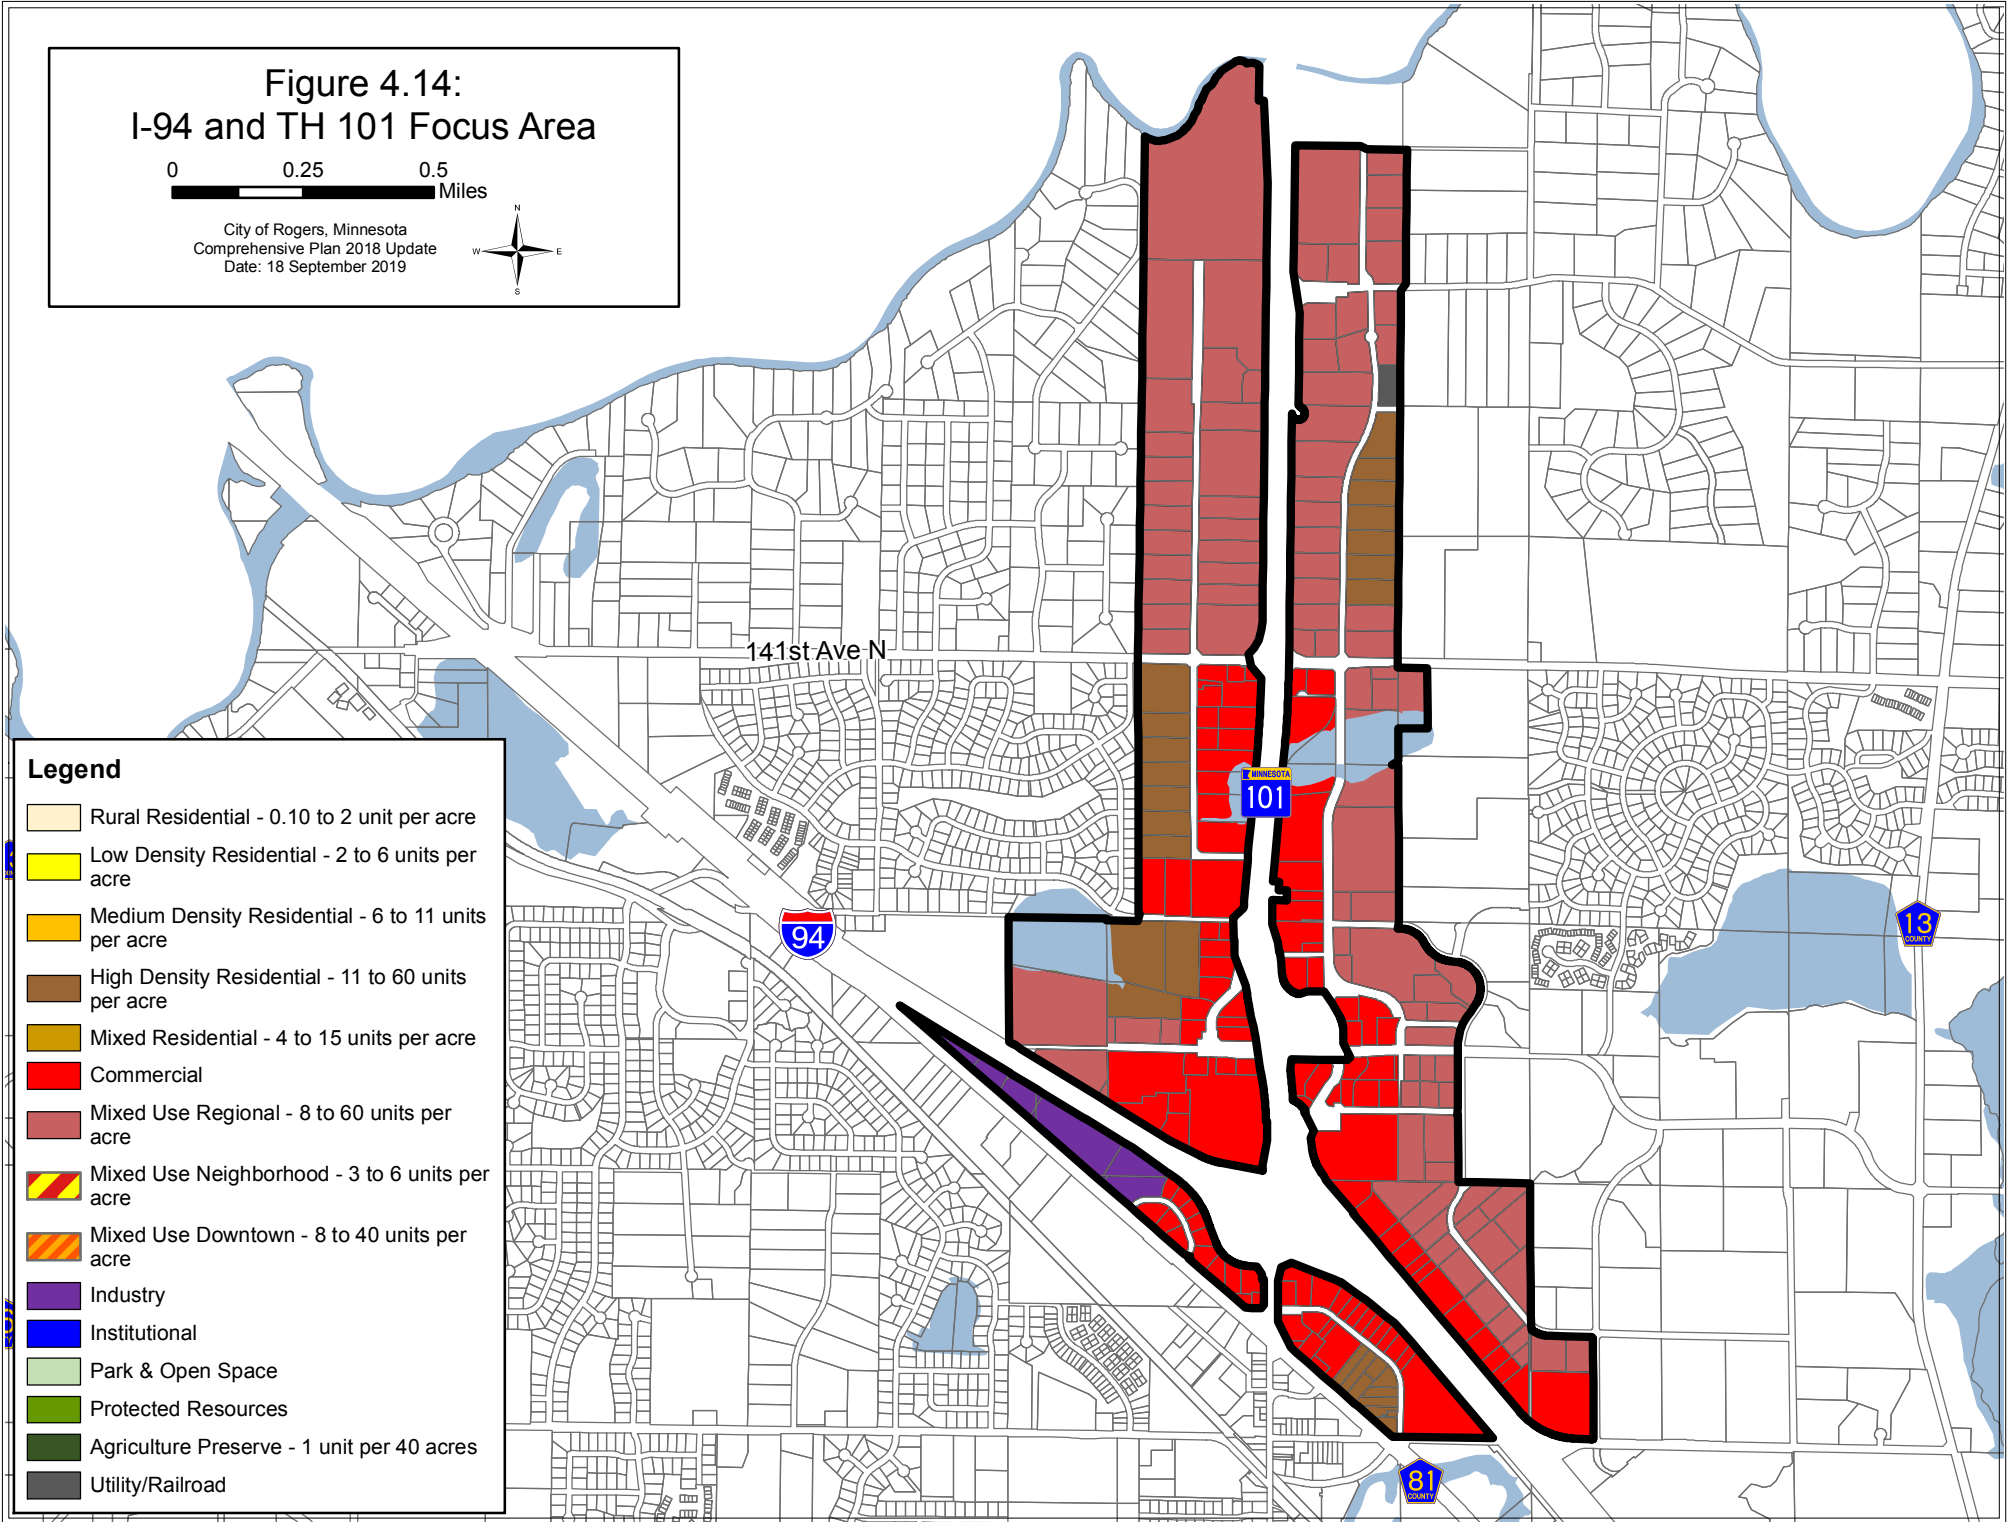 Figure 4.14:
I-94 and TH 101 Focus Area
0 0.25 0.5
Miles
City of Rogers, Minnesota
Comprehensive Plan 2018 Update
Date: 18 September 2019
N
W E
S
141st Ave N
MINNESOTA
101
94
13
COUNTY
81
COUNTY
Legend
Rural Residential - 0.10 to 2 unit per acre
Low Density Residential - 2 to 6 units per
acre
Medium Density Residential - 6 to 11 units
per acre
High Density Residential - 11 to 60 units
per acre
Mixed Residential - 4 to 15 units per acre
Commercial
Mixed Use Regional - 8 to 60 units per
acre
Mixed Use Neighborhood - 3 to 6 units per
acre
Mixed Use Downtown - 8 to 40 units per
acre
Industry
Institutional
Park & Open Space
Protected Resources
Agriculture Preserve - 1 unit per 40 acres
Utility/Railroad